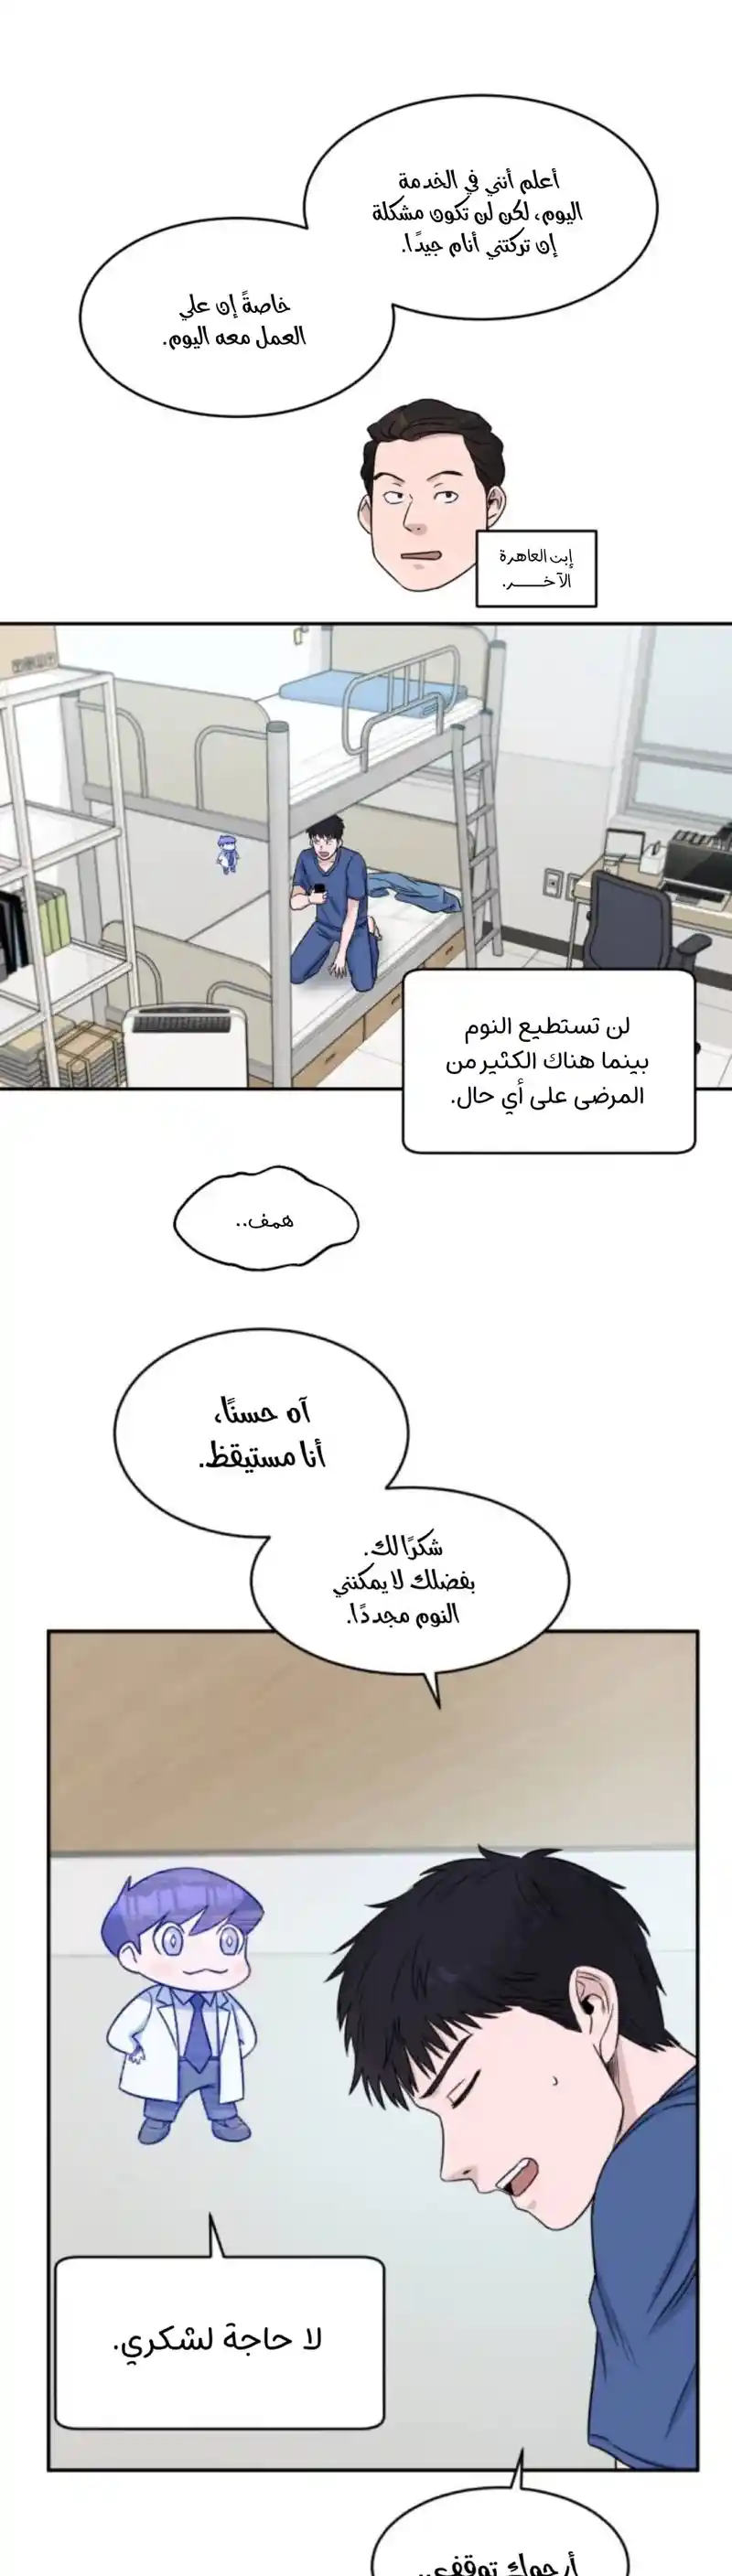 أعلم أنني في الخدمة
اليوم، لكن لن تكون مشكلة
إن تركتني أنام جيدًا.
خاصةً إن علي
العمل معه اليوم.
إبن العاهرة
الآخـــــر.
لن تستطيع النوم
بينما هناك الكثير من
المرضى على أي حال.
همف..
آه حسنًا،
أنا مستيقظ.
شكرًا لك.
بفضلك لا يمكنني
النوم مجددًا.
لا حاجة لشكري.
أرجوك توقفي